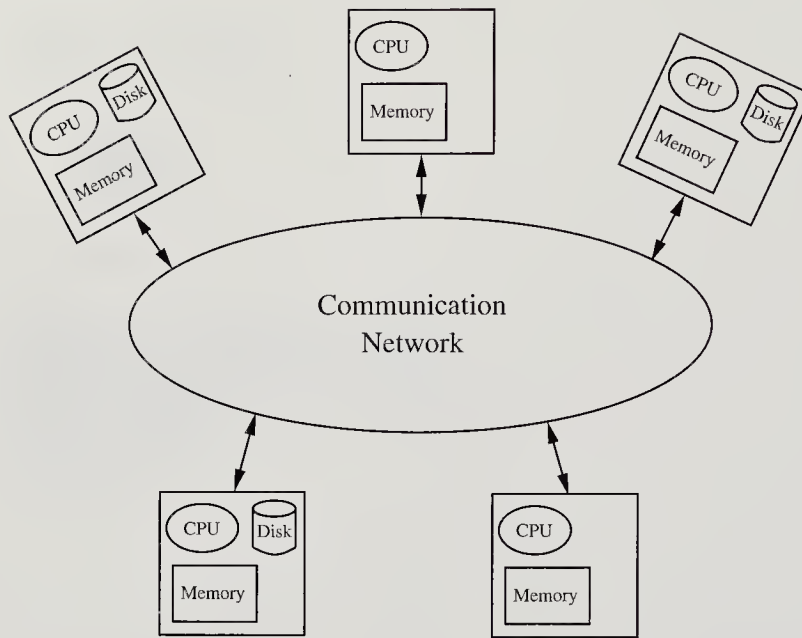 CPU
Memory
CPU
Disk
Memory
CPU
Disk
Memory
Communication
Network
CPU
Disk
Memory
CPU
Memory